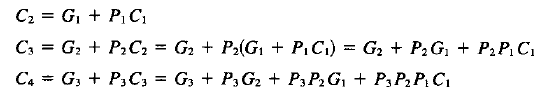 C₂ = G₁ + P₁C₁
C₃ = G₂ + P₂C₂ = G₂ + P₂(G₁ + P₁C₁) = G₂ + P₂G₁ + P₂P₁C₁
C₄ = G₃ + P₃C₃ = G₃ + P₃G₂ + P₃P₂G₁ + P₃P₂P₁C₁